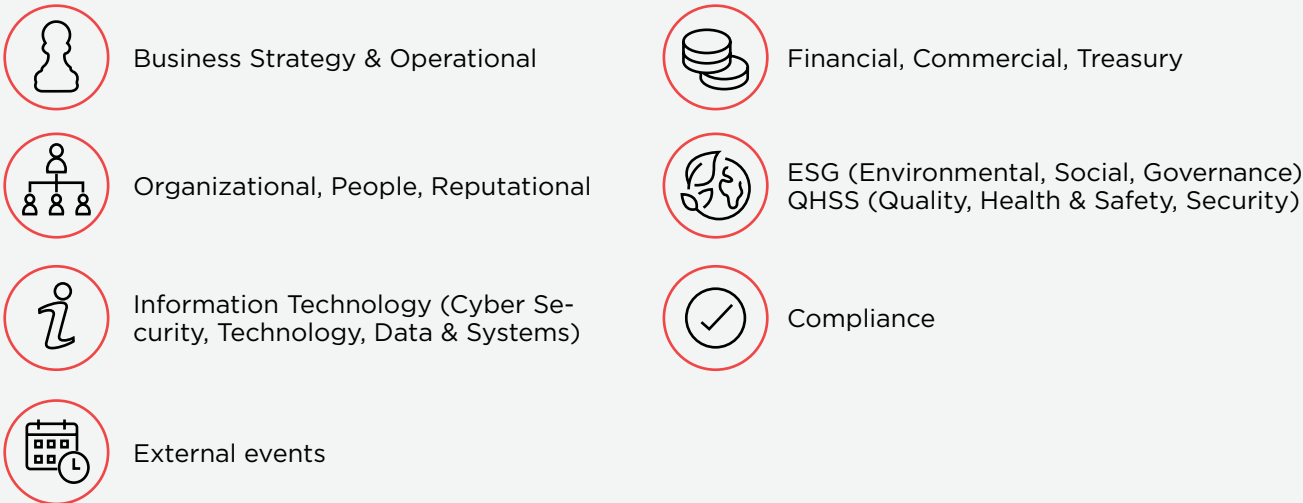 Business Strategy & Operational
Financial, Commercial, Treasury
Organizational, People, Reputational
ESG (Environmental, Social, Governance)
QHSS (Quality, Health & Safety, Security)
Information Technology (Cyber Se-
curity, Technology, Data & Systems)
Compliance
External events